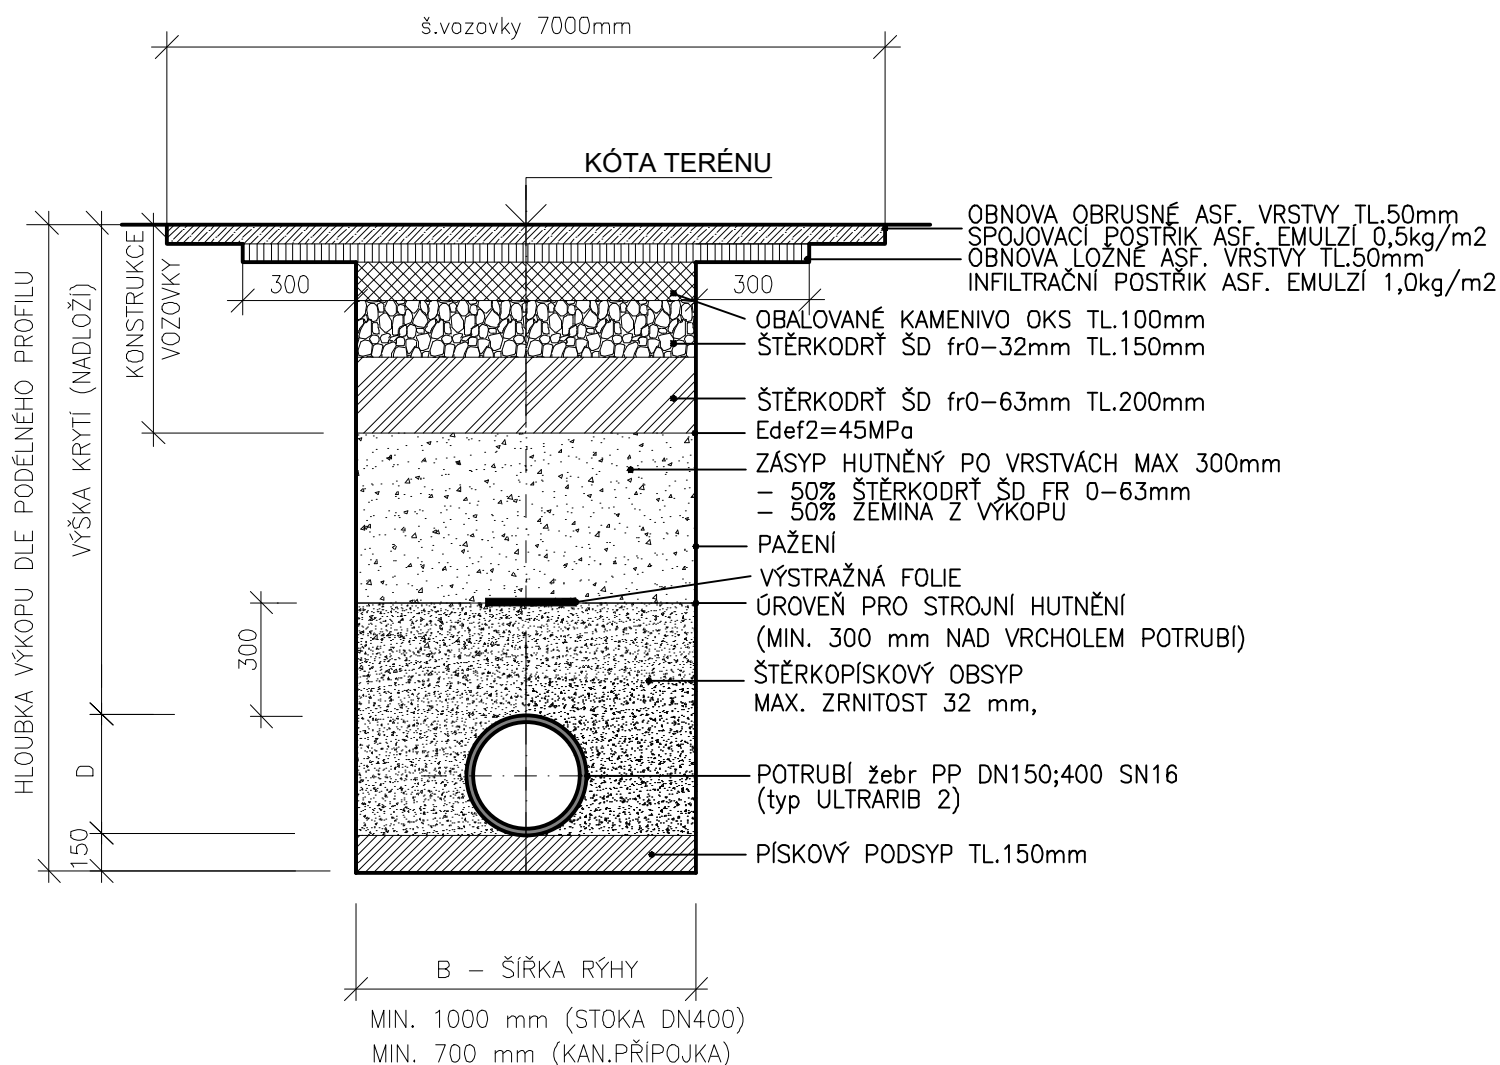 š.vozovky 7000mm
KÓTA TERÉNU
OBNOVA OBRUSNÉ ASF. VRSTVY TL.50mm
SPOJOVACÍ POSTŘIK ASF. EMULZÍ 0,5kg/m2
OBNOVA LOŽNÉ ASF. VRSTVY TL.50mm
INFILTRAČNÍ POSTŘIK ASF. EMULZÍ 1,0kg/m2
300
300
OBALOVANÉ KAMENIVO OKS TL.100mm
ŠTĚRKODRŤ ŠD fr0-32mm TL.150mm
ŠTĚRKODRŤ ŠD fr0-63mm TL.200mm
Edef2=45MPa
ZÁSYP HUTNĚNÝ PO VRSTVÁCH MAX 300mm
- 50% ŠTĚRKODRŤ ŠD FR 0-63mm
- 50% ZEMINA Z VÝKOPU
PAŽENÍ
VÝSTRAŽNÁ FOLIE
ÚROVEŇ PRO STROJNÍ HUTNĚNÍ
(MIN. 300 mm NAD VRCHOLEM POTRUBÍ)
ŠTĚRKOPÍSKOVÝ OBSYP
MAX. ZRNITOST 32 mm,
POTRUBÍ žebr PP DN150;400 SN16
(typ ULTRARIB 2)
PÍSKOVÝ PODSYP TL.150mm
HLOUBKA VÝKOPU DLE PODÉLNÉHO PROFILU
VÝŠKA KRYTÍ (NADLOŽÍ)
KONSTRUKCE
VOZOVKY
300
D
150
B - ŠÍŘKA RÝHY
MIN. 1000 mm (STOKA DN400)
MIN. 700 mm (KAN.PŘÍPOJKA)